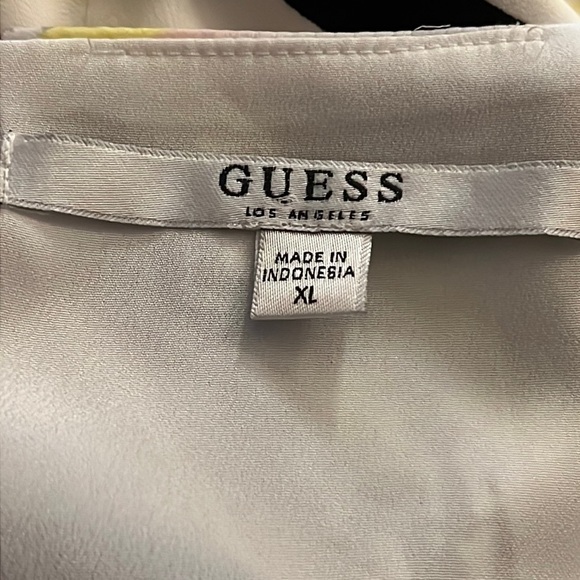 GUESS
LOS ANGELES
MADE IN
INDONESIA
XL